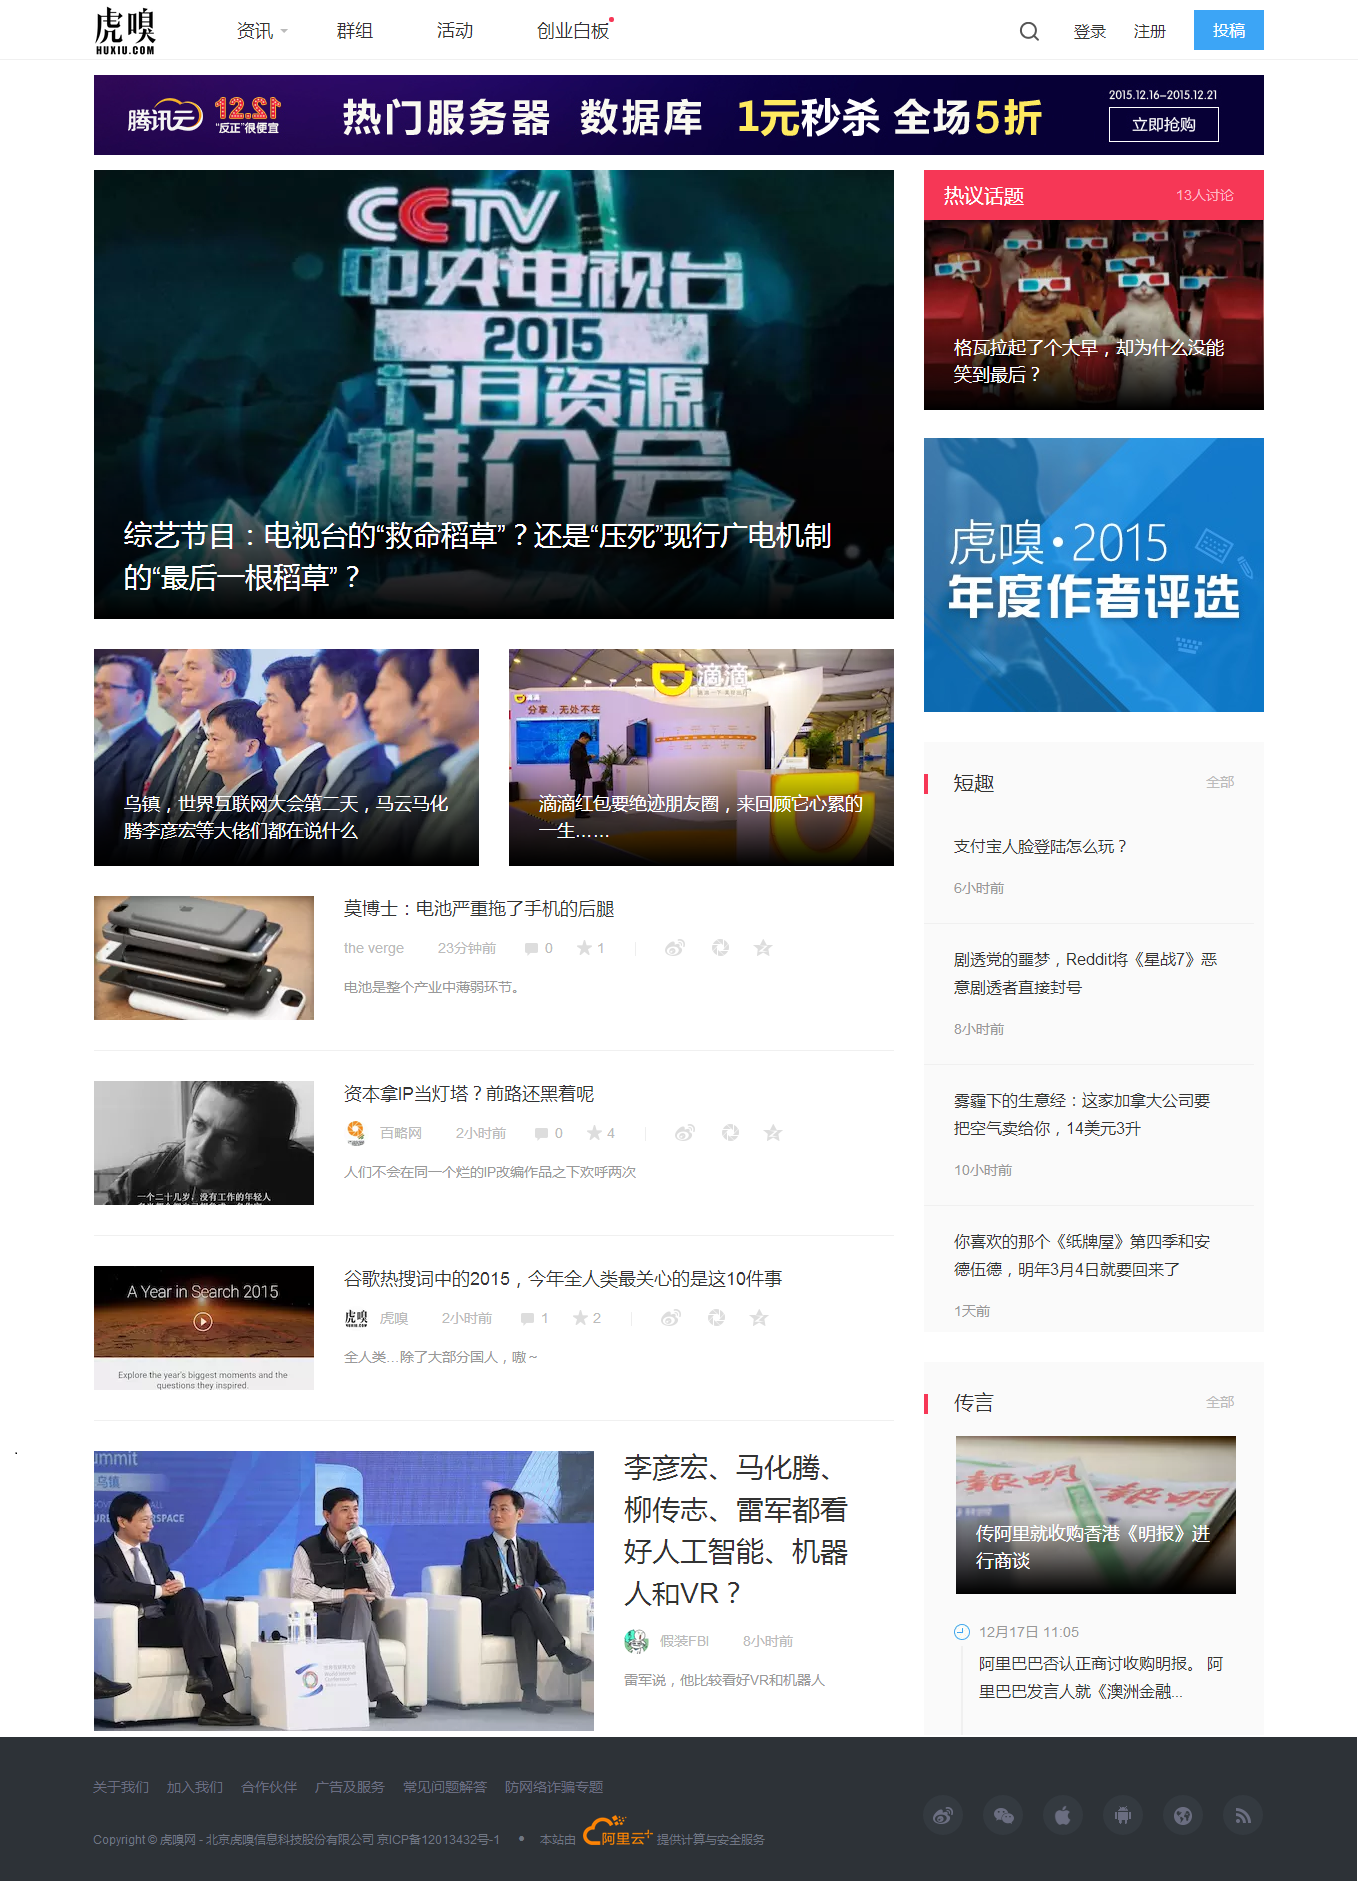 虎嗅
HUXIU.COM
资讯
群组
活动
创业白板
登录
注册
投稿
腾讯云
12.21
“反正”很便宜
热门服务器 数据库 1元秒杀 全场5折
2015.12.16-2015.12.21
立即抢购
CCTV
中央电视台
2015
节目资源
推介会
综艺节目：电视台的“救命稻草”？还是“压死”现行广电机制
的“最后一根稻草”？
热议话题
13人讨论
格瓦拉起了个大早，却为什么没能
笑到最后？
虎嗅·2015
年度作者评选
乌镇，世界互联网大会第二天，马云马化
腾李彦宏等大佬们都在说什么
滴滴
滴滴
分享，无处不在
滴滴红包要绝迹朋友圈，来回顾它心累的
一生……
莫博士：电池严重拖了手机的后腿
the verge 23分钟前 0 1
电池是整个产业中薄弱环节。
一个二十几岁，没有工作的年轻人
资本拿IP当灯塔？前路还黑着呢
百略网 2小时前 0 4
人们不会在同一个烂的IP改编作品之下欢呼两次
A Year in Search 2015
Explore the year's biggest moments and the
questions they inspired.
谷歌热搜词中的2015，今年全人类最关心的是这10件事
虎嗅
虎嗅 2小时前 1 2
全人类…除了大部分国人，嗷～
.
ummit
乌镇
李彦宏、马化腾、
柳传志、雷军都看
好人工智能、机器
人和VR？
假装FBI 8小时前
雷军说，他比较看好VR和机器人
短趣
全部
支付宝人脸登陆怎么玩？
6小时前
剧透党的噩梦，Reddit将《星战7》恶
意剧透者直接封号
8小时前
雾霾下的生意经：这家加拿大公司要
把空气卖给你，14美元3升
10小时前
你喜欢的那个《纸牌屋》第四季和安
德伍德，明年3月4日就要回来了
1天前
传言
全部
報明
報明
传阿里就收购香港《明报》进
行商谈
12月17日 11:05
阿里巴巴否认正商讨收购明报。 阿
里巴巴发言人就《澳洲金融...
关于我们 加入我们 合作伙伴 广告及服务 常见问题解答 防网络诈骗专题
Copyright © 虎嗅网 - 北京虎嗅信息科技股份有限公司 京ICP备12013432号-1 • 本站由 阿里云 提供计算与安全服务